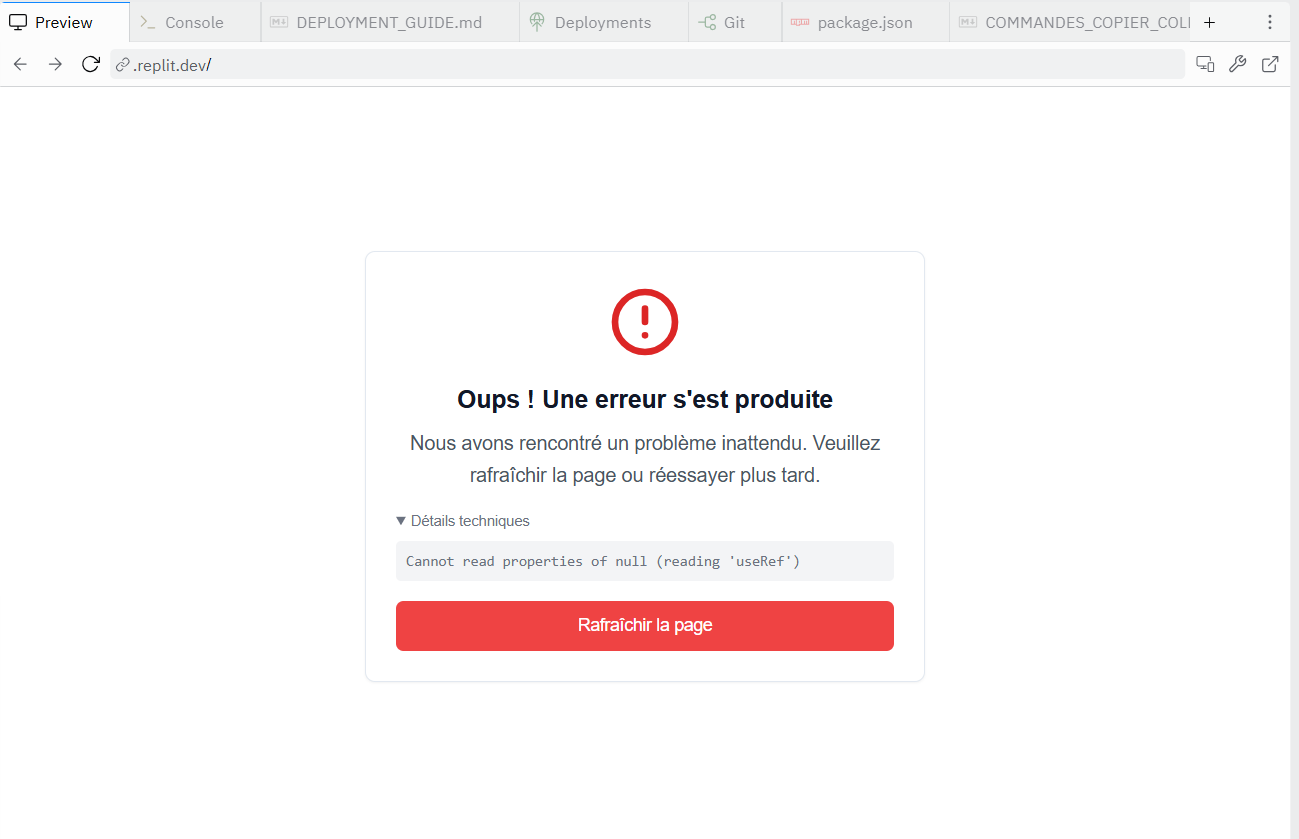 Preview
Console
DEPLOYMENT_GUIDE.md
Deployments
Git
package.json
COMMANDES_COPIER_COL
.replit.dev/
Oups ! Une erreur s'est produite
Nous avons rencontré un problème inattendu. Veuillez
rafraîchir la page ou réessayer plus tard.
▼ Détails techniques
Cannot read properties of null (reading 'useRef')
Rafraîchir la page